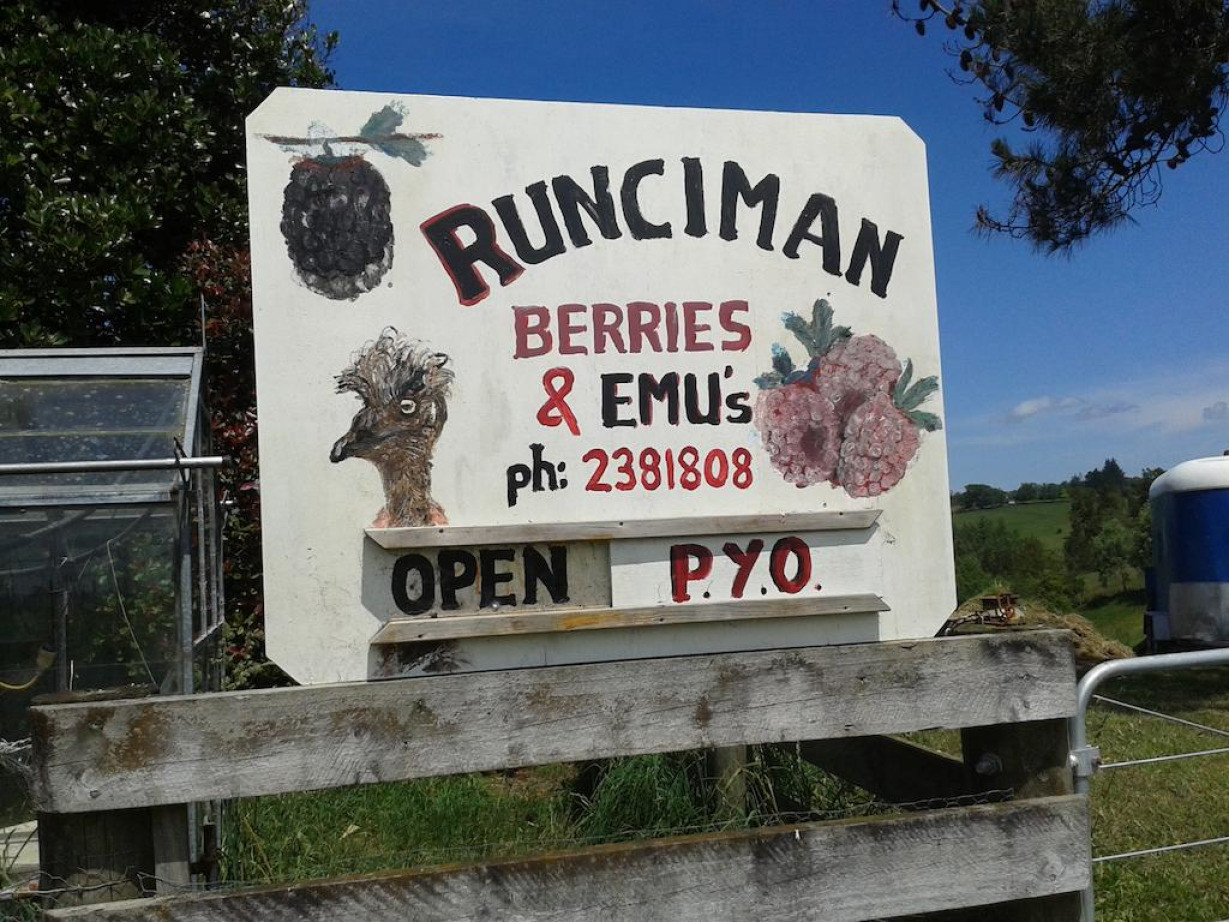 RUNCIMAN
BERRIES
& EMU's
ph: 2381808
OPEN P.Y.O.